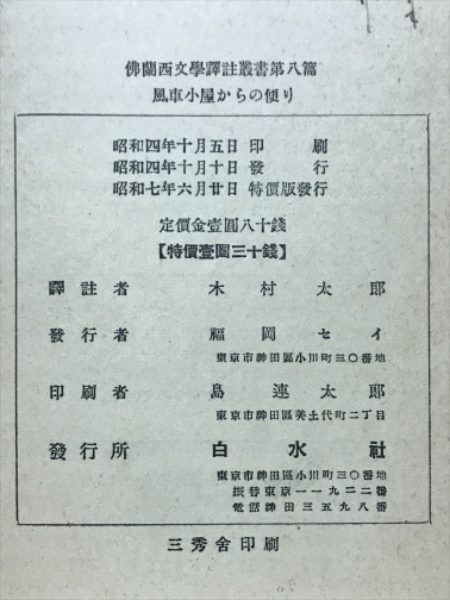 佛蘭西文學譯註叢書第八篇
風車小屋からの便り
昭和四年十月五日 印刷
昭和四年十月十日 發行
昭和七年六月廿日 特價版發行
定價金壹圓八十錢
【特價壹圓三十錢】
譯註者 木村太郎
發行者 福岡セイ
東京市神田區小川町三〇番地
印刷者 島連太郎
東京市神田區美土代町二丁目
發行所 白水社
東京市神田區小川町三〇番地
振替東京一一九二二番
電話神田三五九八番
三秀舍印刷